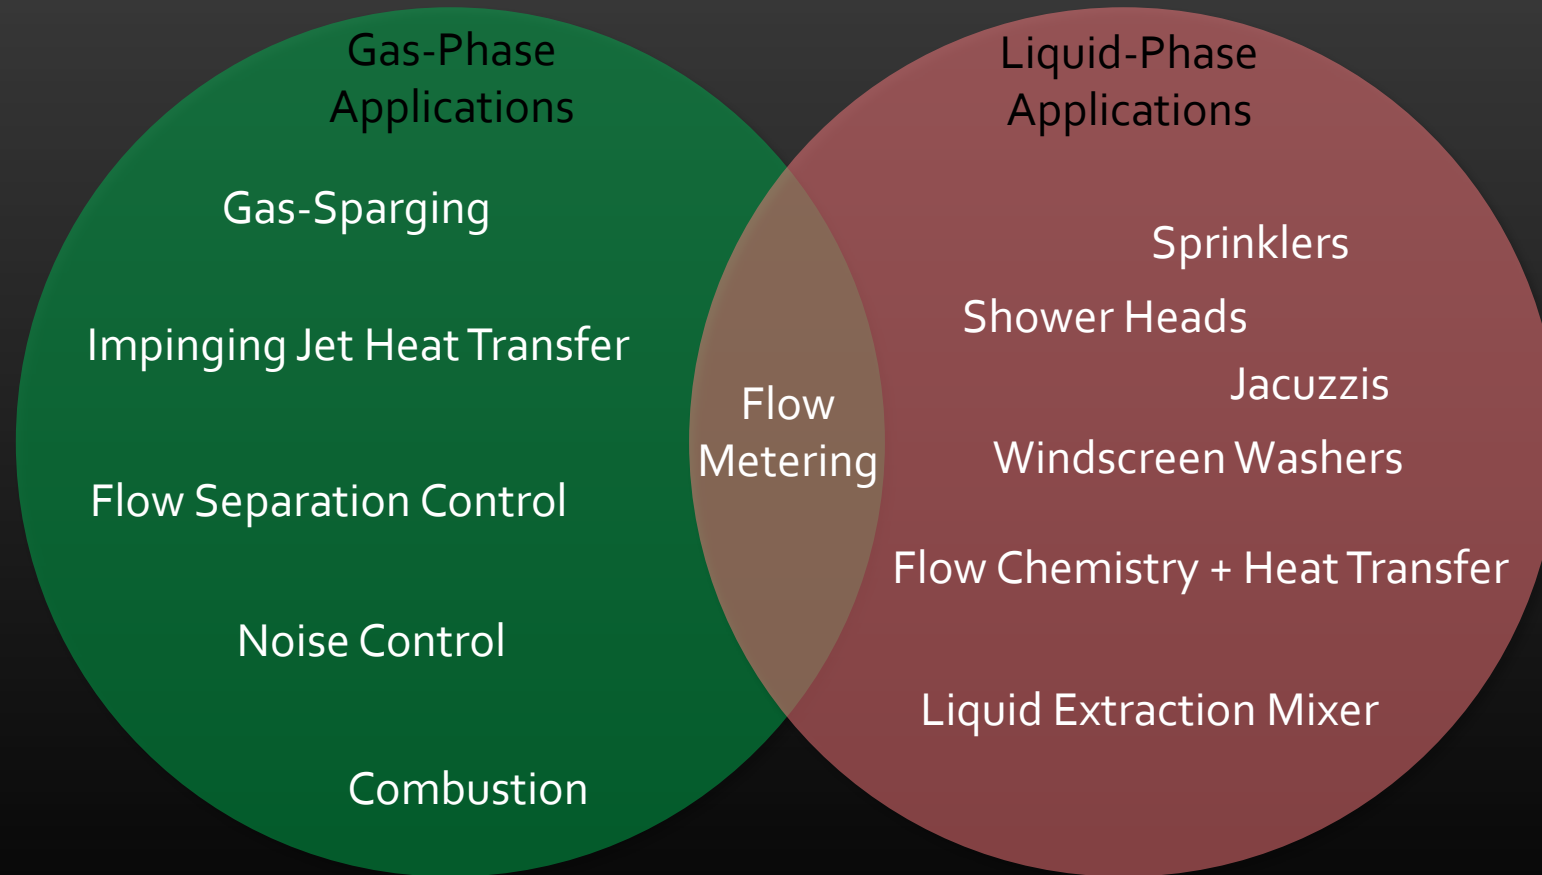 Gas-Phase
Applications
Gas-Sparging
Impinging Jet Heat Transfer
Flow Separation Control
Noise Control
Combustion
Flow
Metering
Liquid-Phase
Applications
Sprinklers
Shower Heads
Jacuzzis
Windscreen Washers
Flow Chemistry + Heat Transfer
Liquid Extraction Mixer